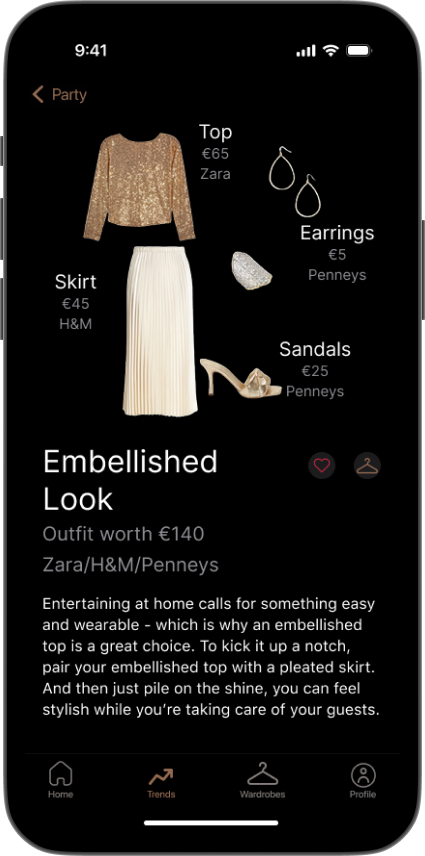 9:41
Party
Top
€65
Zara
Earrings
€5
Penneys
Skirt
€45
H&M
Sandals
€25
Penneys
Embellished
Look
Outfit worth €140
Zara/H&M/Penneys
Entertaining at home calls for something easy
and wearable - which is why an embellished
top is a great choice. To kick it up a notch,
pair your embellished top with a pleated skirt.
And then just pile on the shine, you can feel
stylish while you’re taking care of your guests.
Home
Trends
Wardrobes
Profile